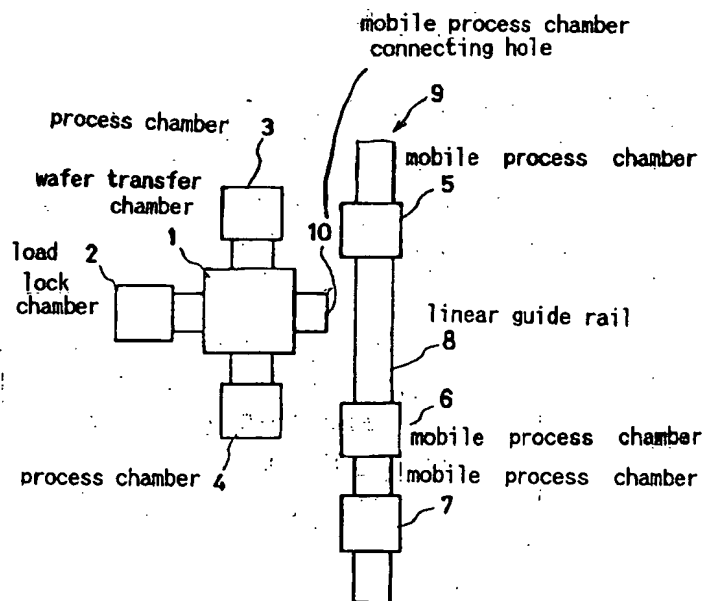 mobile process chamber
connecting hole
9
process chamber
3
mobile process chamber
5
wafer transfer
chamber
1
10
load
lock
chamber
2
linear guide rail
8
6
mobile process chamber
process chamber 4
mobile process chamber
7